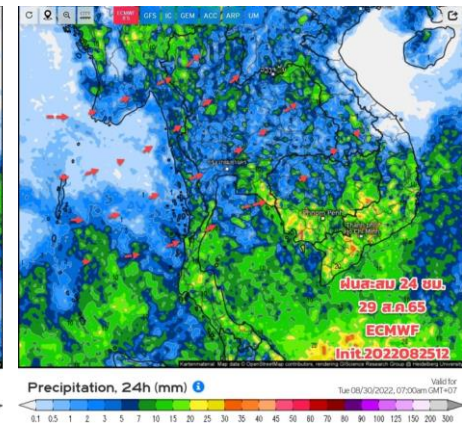 ECMWF GFS IC GEM ACC ARP UM
Phnom Penh
ฝนสะสม 24 ชม.
29 ส.ค.65
ECMWF
Init.2022082512
Precipitation, 24h (mm)
Valid for
Tue 08/30/2022, 07:00am GMT+07
0.1 0.5 1 2 3 5 7 10 15 20 25 30 35 40 45 50 60 70 80 90 100 125 150 200 300